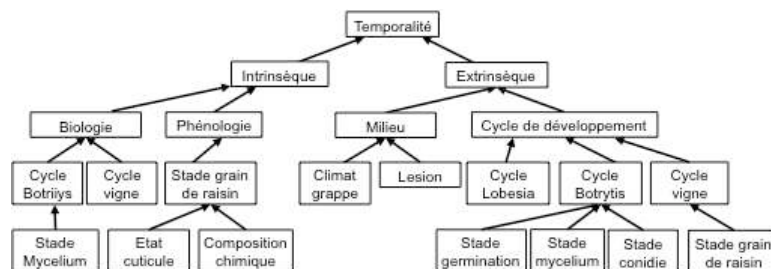 Temporalité
Intrinsèque
Extrinsèque
Biologie
Phénologie
Milieu
Cycle de développement
Cycle
Botriiys
Cycle
vigne
Stade grain
de raisin
Climat
grappe
Lesion
Cycle
Lobesia
Cycle
Botrytis
Cycle
vigne
Stade
Mycelium
Etat
cuticule
Composition
chimique
Stade
germination
Stade
mycelium
Stade
conidie
Stade grain
de raisin